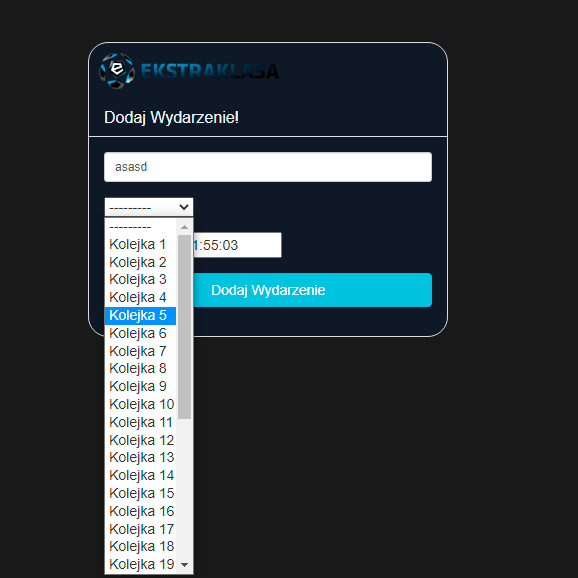 EKSTRAKLASA
Dodaj Wydarzenie!
asasd
---------
---------
Kolejka 1
:55:03
Kolejka 2
Kolejka 3
Kolejka 4
Dodaj Wydarzenie
Kolejka 5
Kolejka 6
Kolejka 7
Kolejka 8
Kolejka 9
Kolejka 10
Kolejka 11
Kolejka 12
Kolejka 13
Kolejka 14
Kolejka 15
Kolejka 16
Kolejka 17
Kolejka 18
Kolejka 19